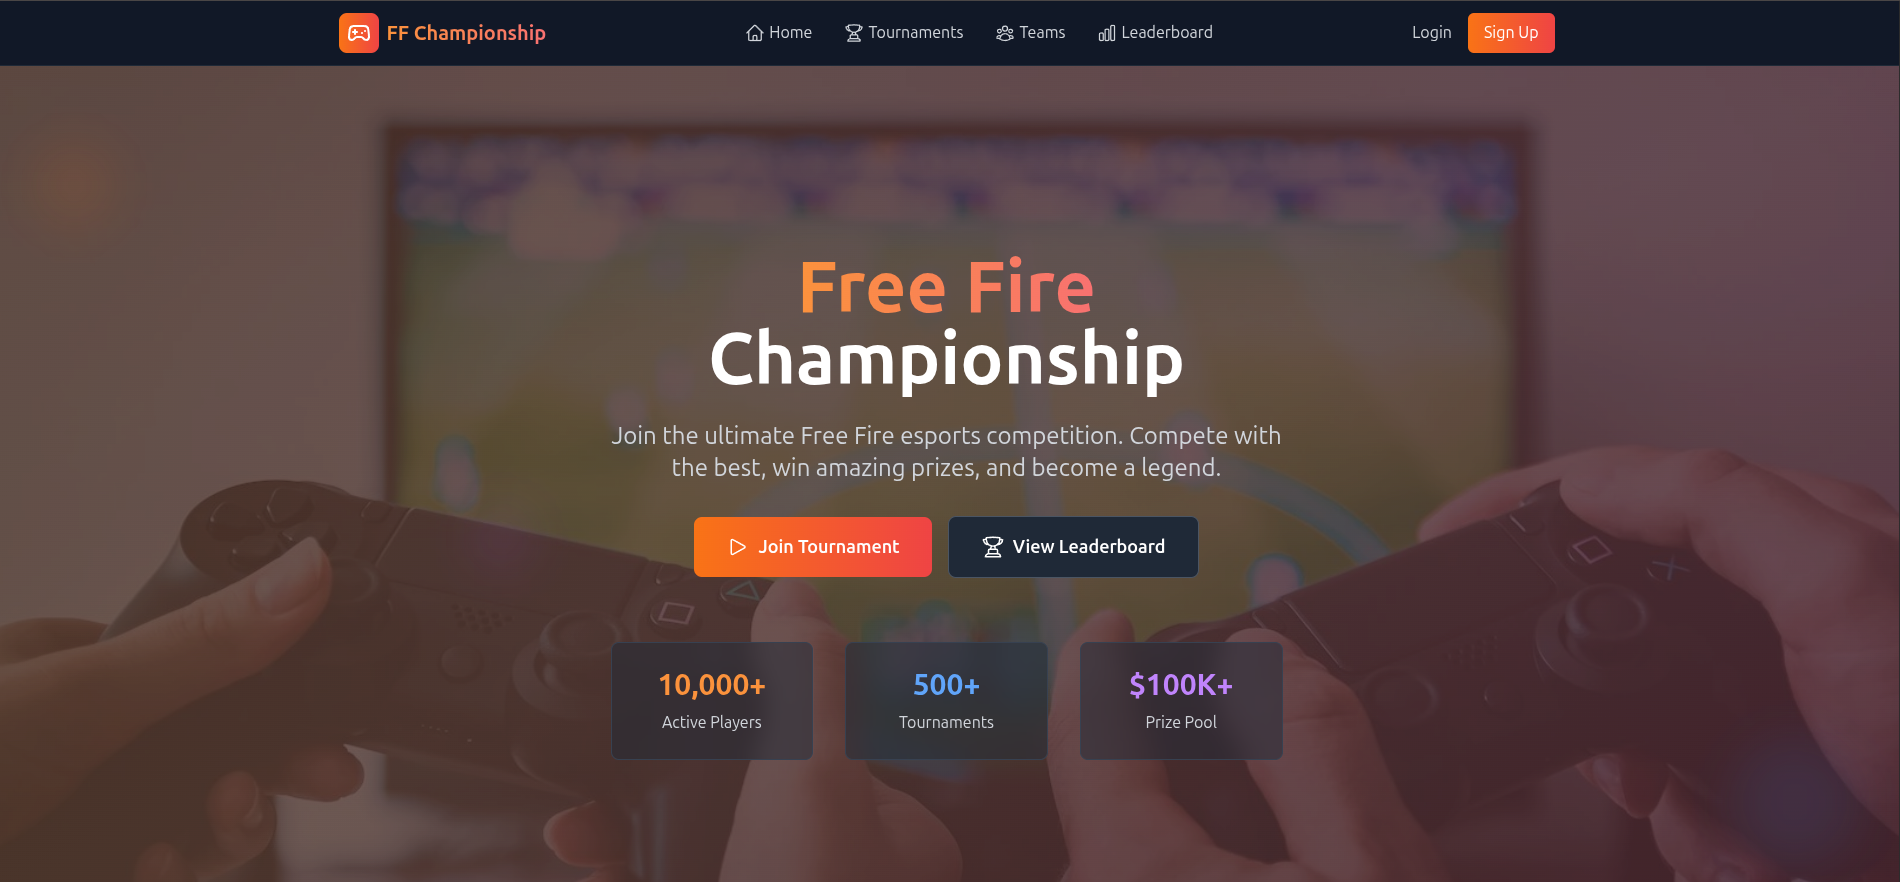 FF Championship
Home
Tournaments
Teams
Leaderboard
Login
Sign Up
Free Fire
Championship
Join the ultimate Free Fire esports competition. Compete with
the best, win amazing prizes, and become a legend.
Join Tournament
View Leaderboard
10,000+
Active Players
500+
Tournaments
$100K+
Prize Pool